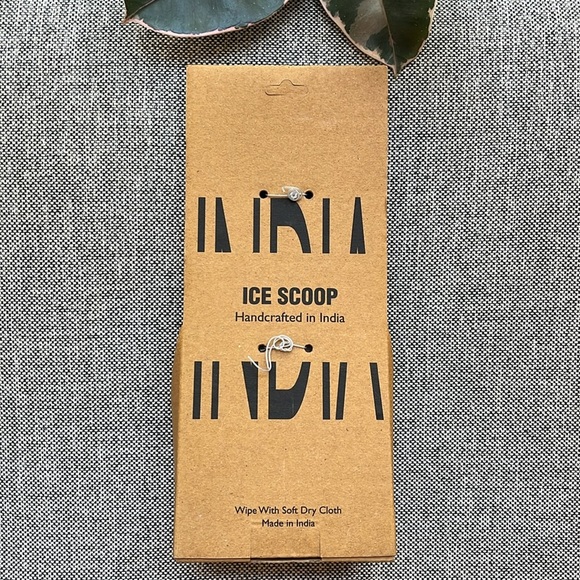 INDIA
ICE SCOOP
Handcrafted in India
INDIA
Wipe With Soft Dry Cloth
Made in India